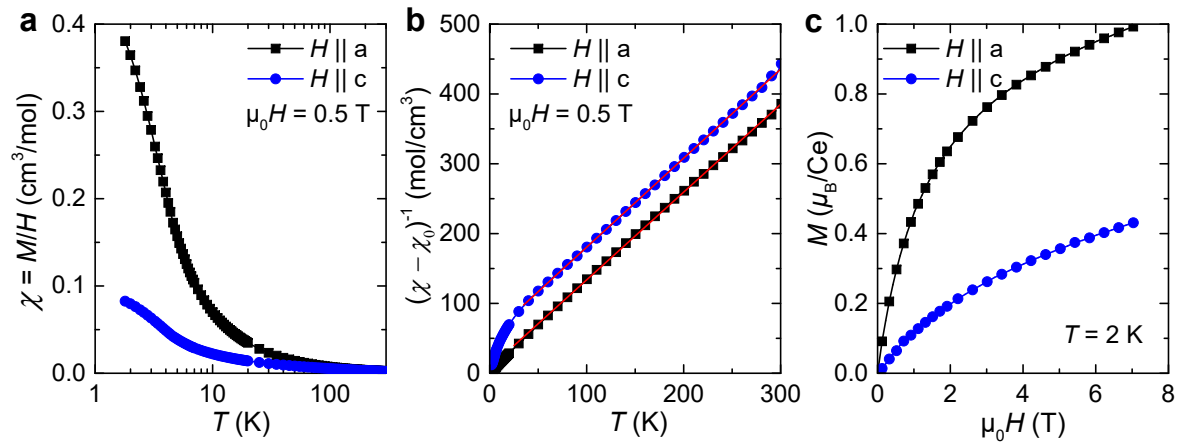 a
0.4
0.3
0.2
0.1
0.0
χ = M/H (cm³/mol)
H || a
H || c
μ₀H = 0.5 T
1 10 100
T (K)
b
500
400
300
200
100
0
(χ − χ₀)⁻¹ (mol/cm³)
H || a
H || c
μ₀H = 0.5 T
0 100 200 300
T (K)
c
1.0
0.8
0.6
0.4
0.2
0.0
M (μ_B/Ce)
H || a
H || c
T = 2 K
0 2 4 6 8
μ₀H (T)